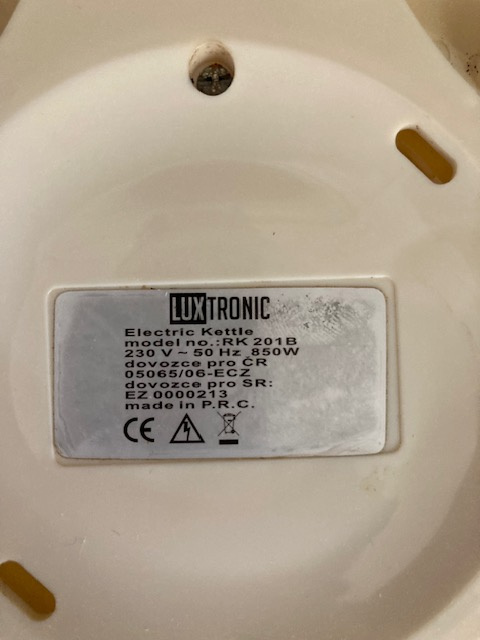 LUXTRONIC
Electric Kettle
model no.:RK 201B
230 V ~ 50 Hz 850W
dovozce pro ČR
05065/06-ECZ
dovozce pro SR:
EZ 0000213
made in P.R.C.
CE